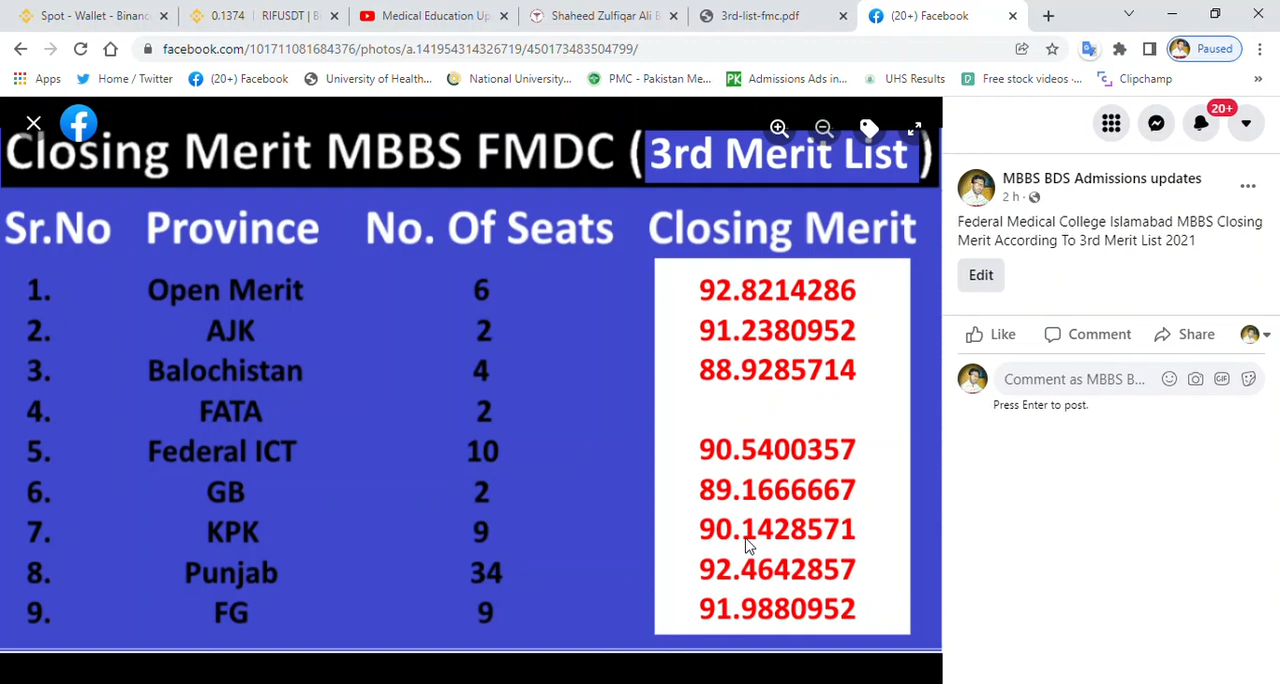 Spot - Wallet - Binanc
0.1374 | RIFUSDT | B
Medical Education Up
Shaheed Zulfiqar Ali B
3rd-list-fmc.pdf
(20+) Facebook
facebook.com/101711081684376/photos/a.141954314326719/450173483504799/
Paused
Apps
Home / Twitter
(20+) Facebook
University of Health...
National University...
PMC - Pakistan Me...
Admissions Ads in...
UHS Results
Free stock videos -...
Clipchamp
»
20+
Closing Merit MBBS FMDC (3rd Merit List)
Sr.No Province No. Of Seats Closing Merit
1. Open Merit 6 92.8214286
2. AJK 2 91.2380952
3. Balochistan 4 88.9285714
4. FATA 2
5. Federal ICT 10 90.5400357
6. GB 2 89.1666667
7. KPK 9 90.1428571
8. Punjab 34 92.4642857
9. FG 9 91.9880952
MBBS BDS Admissions updates
2 h ·
Federal Medical College Islamabad MBBS Closing
Merit According To 3rd Merit List 2021
Edit
Like
Comment
Share
Comment as MBBS B...
GIF
Press Enter to post.